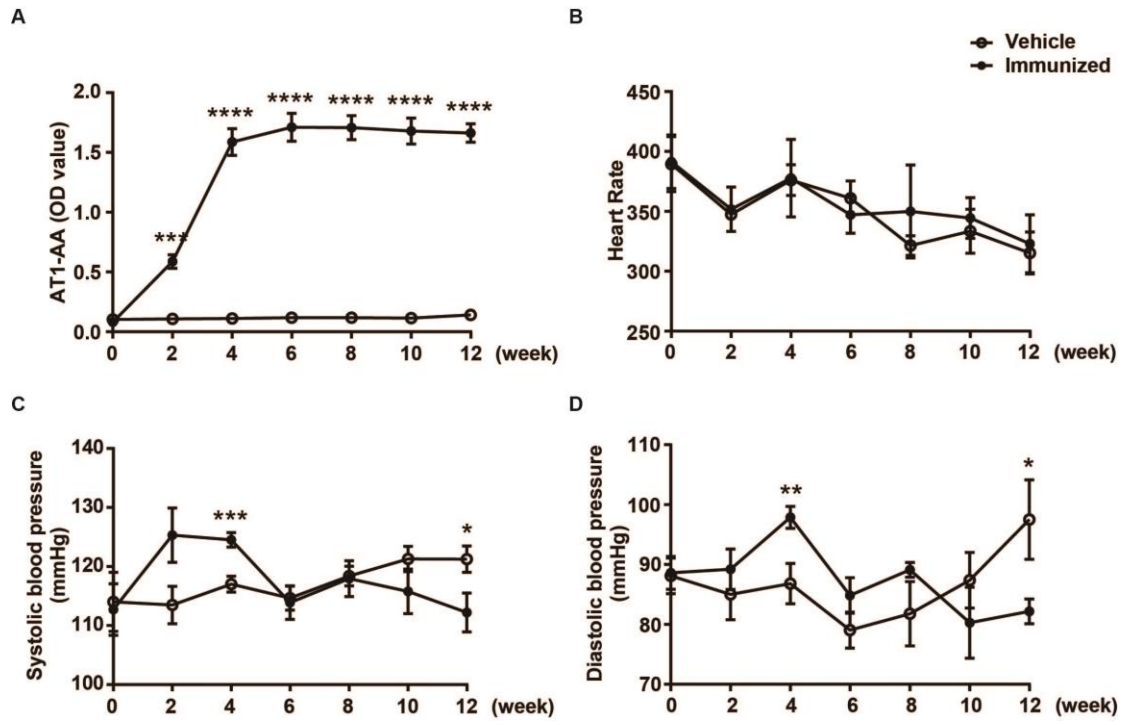 A
AT1-AA (OD value)
2.0
1.5
1.0
0.5
0.0
***
****
****
****
****
****
0 2 4 6 8 10 12 (week)
B
Vehicle
Immunized
Heart Rate
450
400
350
300
250
0 2 4 6 8 10 12 (week)
C
Systolic blood pressure
(mmHg)
140
130
120
110
100
***
*
0 2 4 6 8 10 12 (week)
D
Diastolic blood pressure
(mmHg)
110
100
90
80
70
**
*
0 2 4 6 8 10 12 (week)